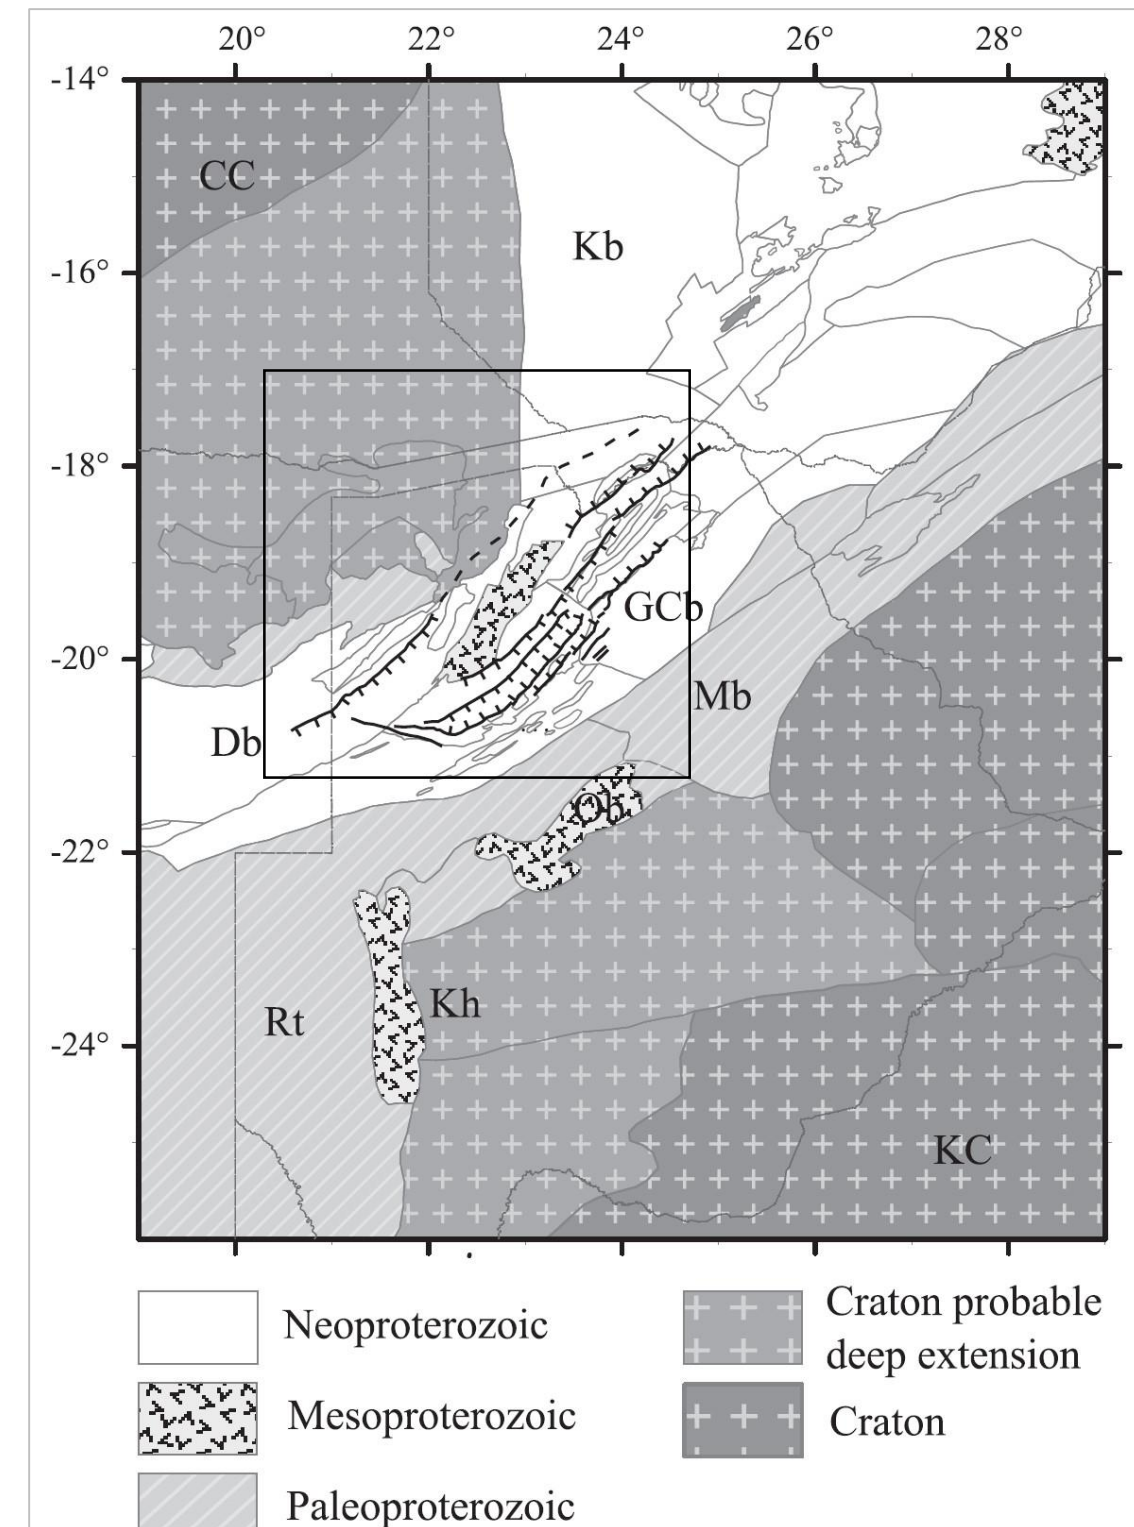 20° 22° 24° 26° 28°
-14°
CC
Kb
-16°
-18°
GCb
-20°
Mb
Db
Ob
-22°
Kh
Rt
-24°
KC
Neoproterozoic
Mesoproterozoic
Paleoproterozoic
Craton probable
deep extension
Craton